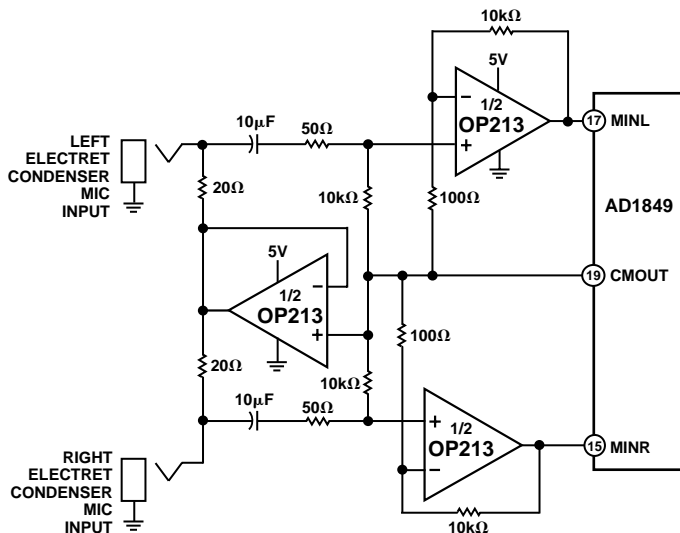 10kΩ
5V
−
1/2
OP213
+
17 MINL
10µF
50Ω
LEFT
ELECTRET
CONDENSER
MIC
INPUT
20Ω
10kΩ
100Ω
AD1849
5V
−
1/2
OP213
+
19 CMOUT
100Ω
20Ω
10kΩ
10µF
50Ω
+
1/2
OP213
−
15 MINR
RIGHT
ELECTRET
CONDENSER
MIC
INPUT
10kΩ